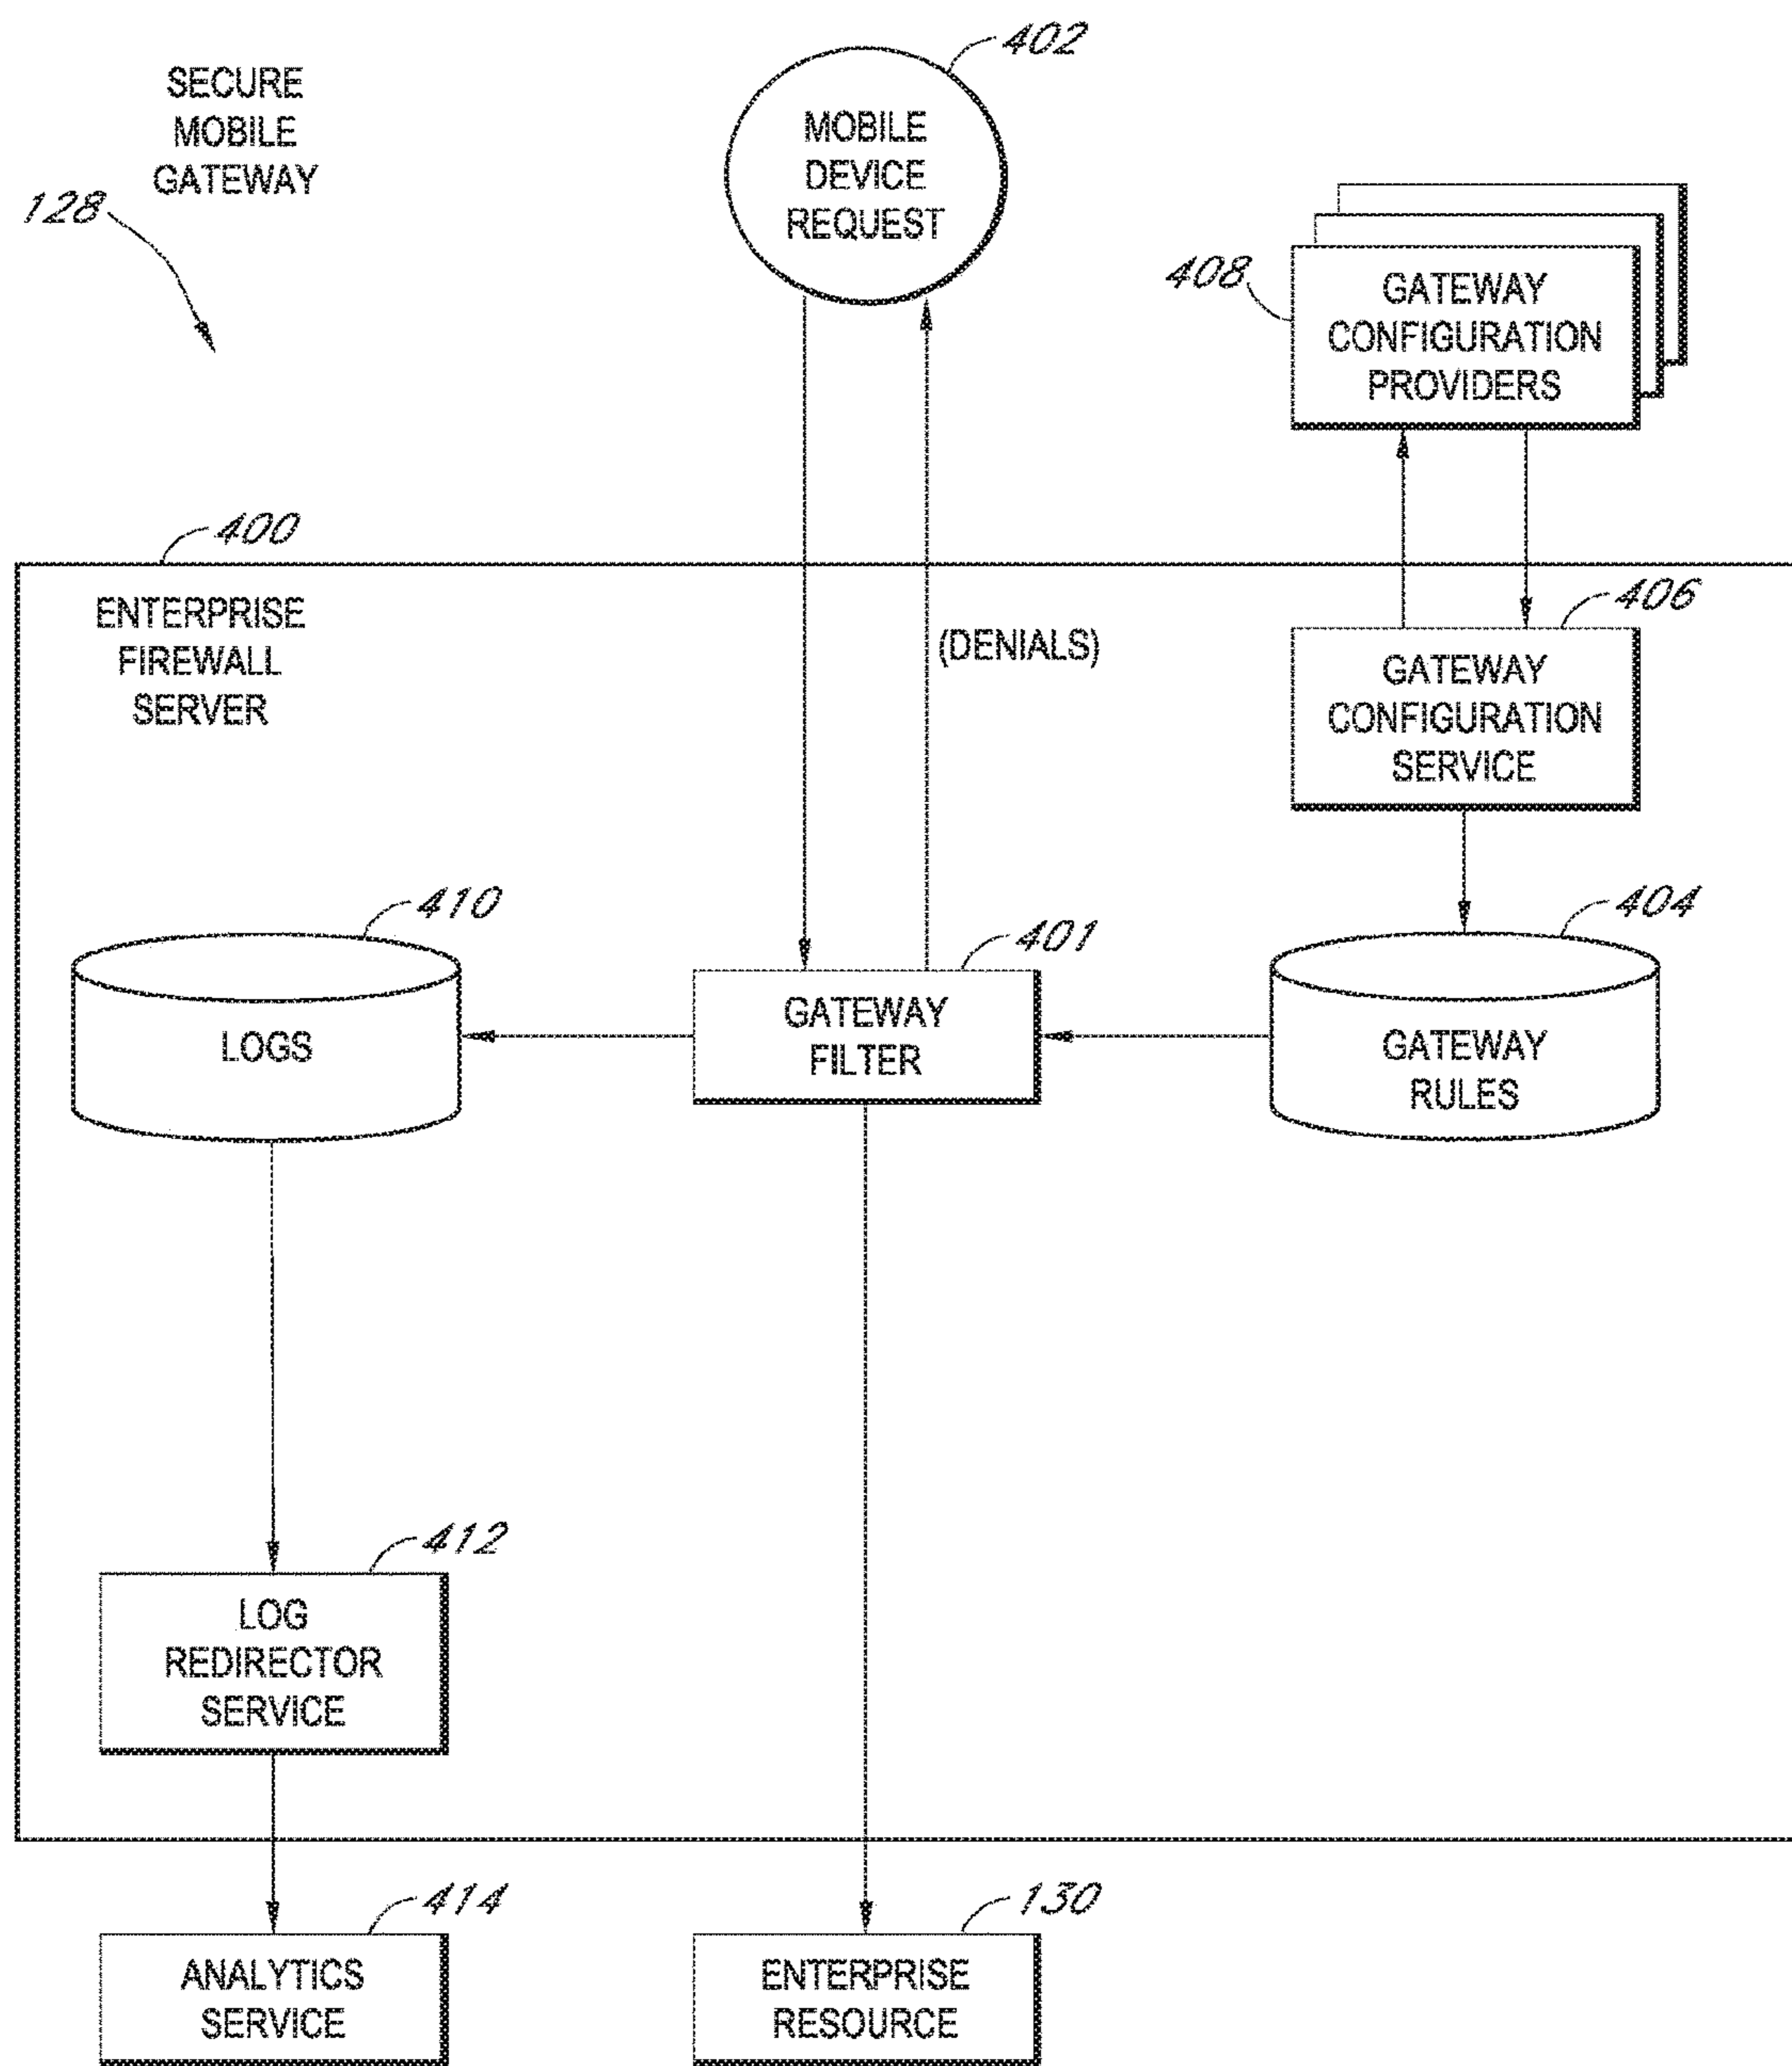 SECURE
MOBILE
GATEWAY
128
402
MOBILE
DEVICE
REQUEST
408
GATEWAY
CONFIGURATION
PROVIDERS
400
ENTERPRISE
FIREWALL
SERVER
(DENIALS)
406
GATEWAY
CONFIGURATION
SERVICE
410
LOGS
401
GATEWAY
FILTER
404
GATEWAY
RULES
412
LOG
REDIRECTOR
SERVICE
414
ANALYTICS
SERVICE
130
ENTERPRISE
RESOURCE